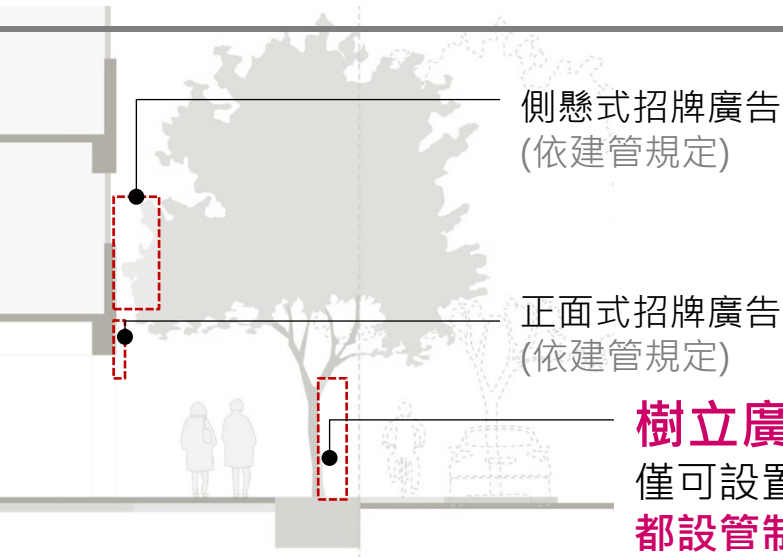 側懸式招牌廣告
(依建管規定)
正面式招牌廣告
(依建管規定)
樹立廣
僅可設置
都設管制